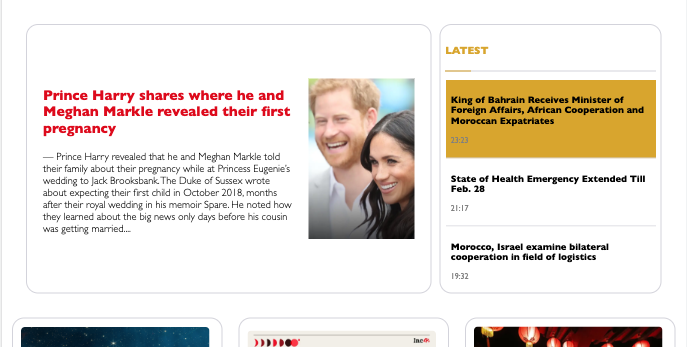 Prince Harry shares where he and
Meghan Markle revealed their first
pregnancy
— Prince Harry revealed that he and Meghan Markle told
their family about their pregnancy while at Princess Eugenie's
wedding to Jack Brooksbank. The Duke of Sussex wrote
about expecting their first child in October 2018, months
after their royal wedding in his memoir Spare. He noted how
they learned about the big news only days before his cousin
was getting married....
LATEST
King of Bahrain Receives Minister of
Foreign Affairs, African Cooperation and
Moroccan Expatriates
23:23
State of Health Emergency Extended Till
Feb. 28
21:17
Morocco, Israel examine bilateral
cooperation in field of logistics
19:32